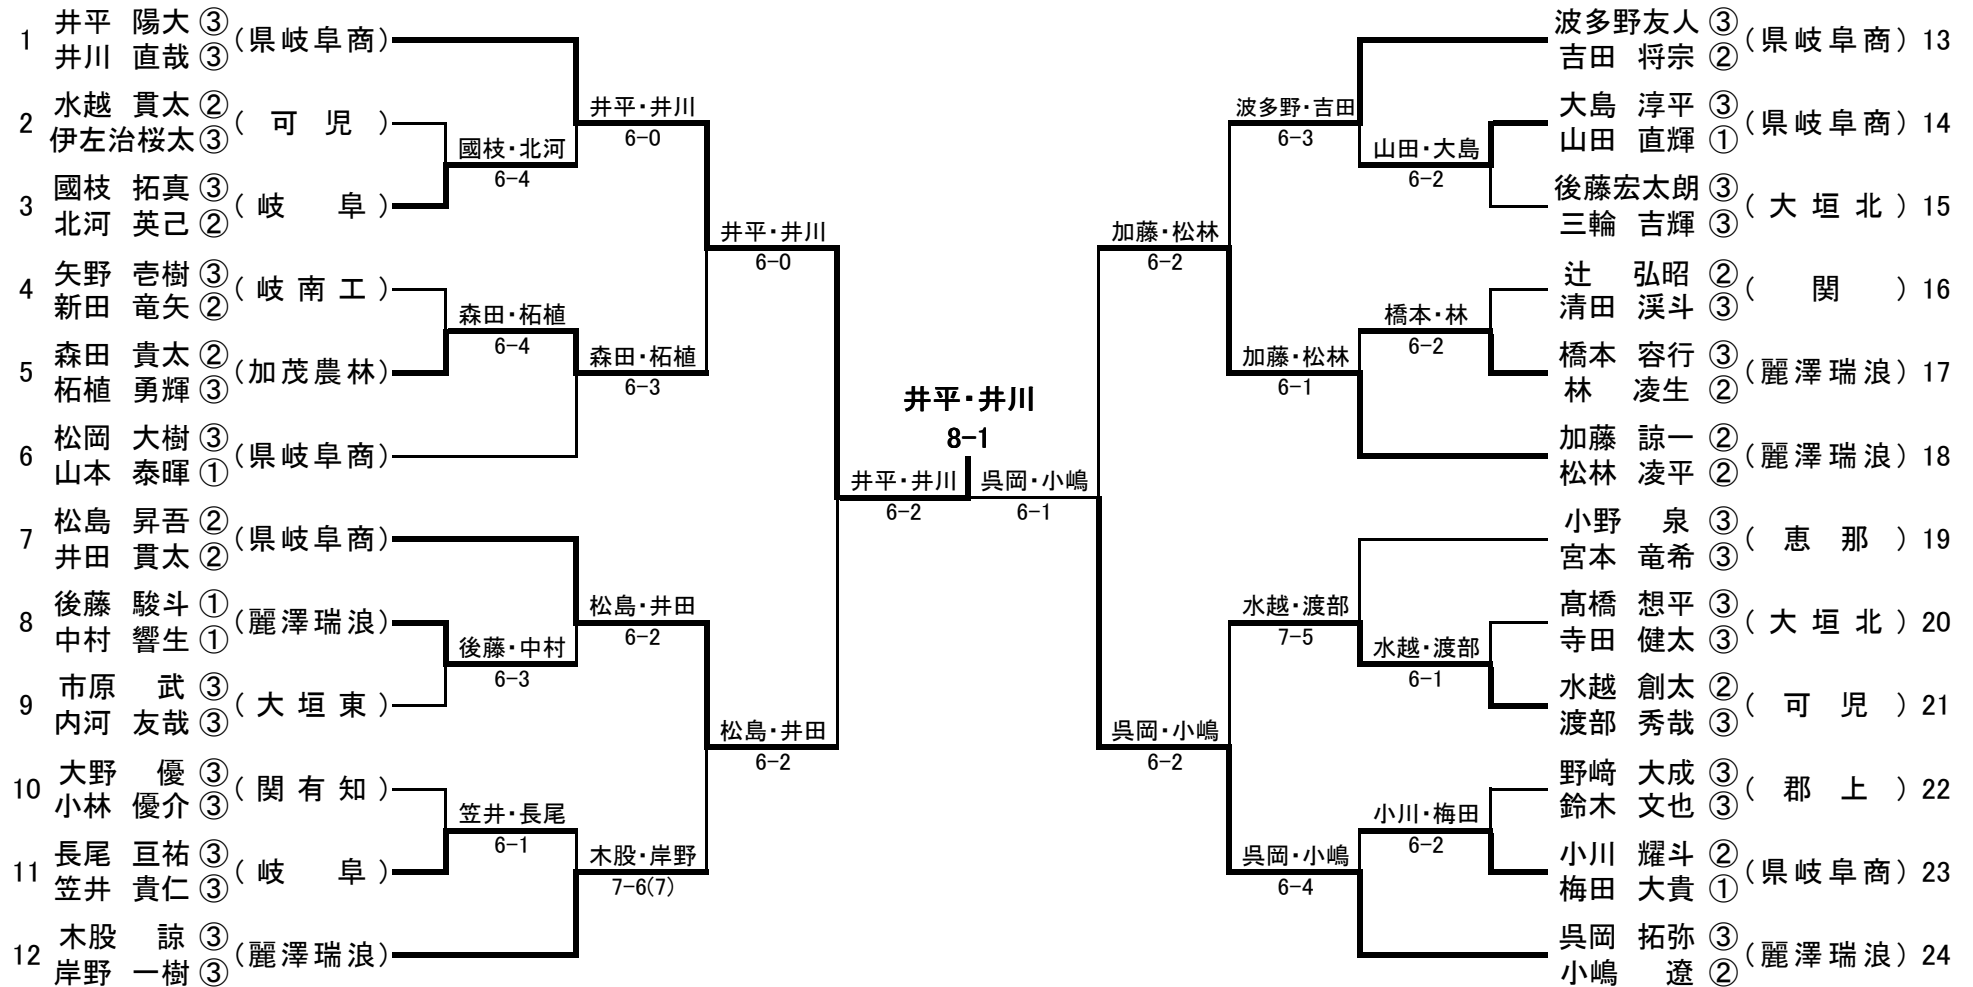 1 井平 陽大 ③ (県岐阜商)
井川 直哉 ③
2 水越 貫太 ② (可児)
伊左治桜太 ③
3 國枝 拓真 ③ (岐阜)
北河 英己 ②
4 矢野 壱樹 ③ (岐南工)
新田 竜矢 ②
5 森田 貴太 ② (加茂農林)
柘植 勇輝 ③
6 松岡 大樹 ③ (県岐阜商)
山本 泰暉 ①
7 松島 昇吾 ② (県岐阜商)
井田 貫太 ②
8 後藤 駿斗 ① (麗澤瑞浪)
中村 響生 ①
9 市原 武 ③ (大垣東)
内河 友哉 ③
10 大野 優 ③ (関有知)
小林 優介 ③
11 長尾 亘祐 ③ (岐阜)
笠井 貴仁 ③
12 木股 諒 ③ (麗澤瑞浪)
岸野 一樹 ③
國枝・北河
6-4
森田・柘植
6-4
後藤・中村
6-3
笠井・長尾
6-1
井平・井川
6-0
森田・柘植
6-3
松島・井田
6-2
木股・岸野
7-6(7)
井平・井川
6-0
松島・井田
6-2
井平・井川
6-2
井平・井川
8-1
呉岡・小嶋
6-1
加藤・松林
6-2
呉岡・小嶋
6-2
波多野・吉田
6-3
加藤・松林
6-1
水越・渡部
7-5
呉岡・小嶋
6-4
山田・大島
6-2
橋本・林
6-2
水越・渡部
6-1
小川・梅田
6-2
波多野友人 ③ (県岐阜商) 13
吉田 将宗 ②
大島 淳平 ③ (県岐阜商) 14
山田 直輝 ①
後藤宏太朗 ③ (大垣北) 15
三輪 吉輝 ③
辻 弘昭 ② (関) 16
清田 渓斗 ③
橋本 容行 ③ (麗澤瑞浪) 17
林 凌生 ②
加藤 諒一 ② (麗澤瑞浪) 18
松林 凌平 ②
小野 泉 ③ (恵那) 19
宮本 竜希 ③
髙橋 想平 ③ (大垣北) 20
寺田 健太 ③
水越 創太 ② (可児) 21
渡部 秀哉 ③
野﨑 大成 ③ (郡上) 22
鈴木 文也 ③
小川 耀斗 ② (県岐阜商) 23
梅田 大貴 ①
呉岡 拓弥 ③ (麗澤瑞浪) 24
小嶋 遼 ②